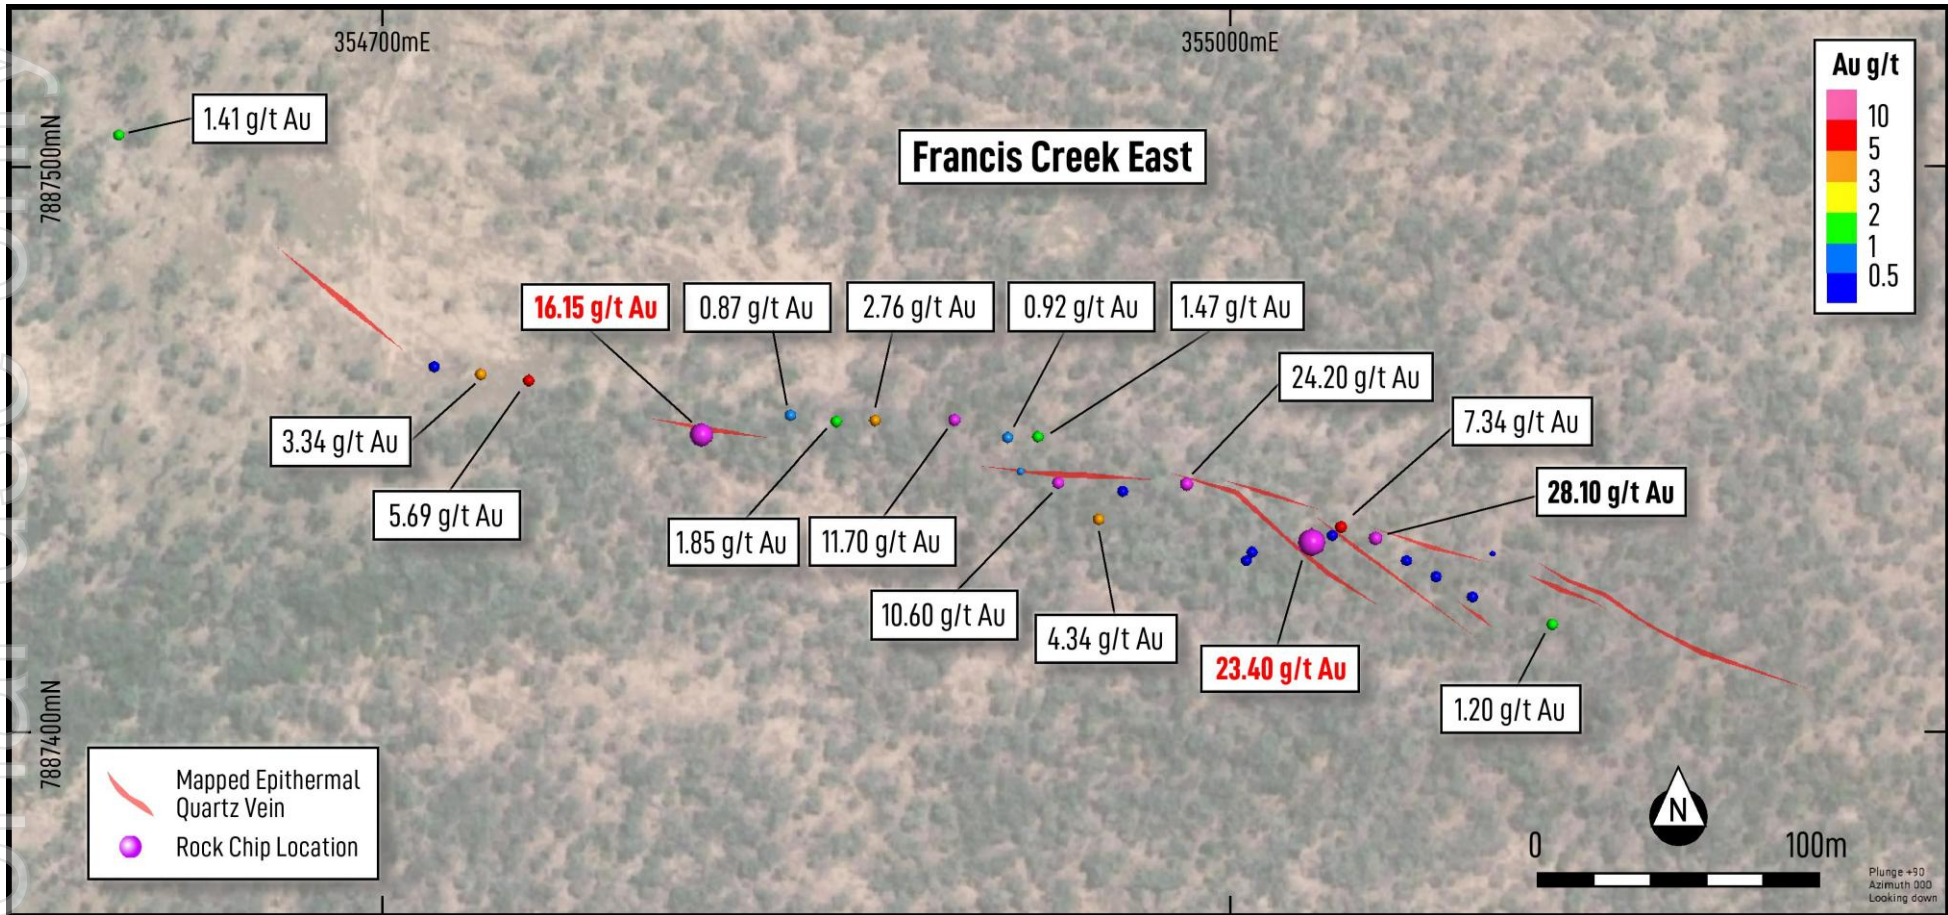 354700mE
355000mE
7887500mN
7887400mN
For personal use only
Francis Creek East
Au g/t
10
5
3
2
1
0.5
1.41 g/t Au
16.15 g/t Au
0.87 g/t Au
2.76 g/t Au
0.92 g/t Au
1.47 g/t Au
24.20 g/t Au
7.34 g/t Au
28.10 g/t Au
3.34 g/t Au
5.69 g/t Au
1.85 g/t Au
11.70 g/t Au
10.60 g/t Au
4.34 g/t Au
23.40 g/t Au
1.20 g/t Au
Mapped Epithermal
Quartz Vein
Rock Chip Location
N
0
100m
Plunge +90
Azimuth 000
Looking down